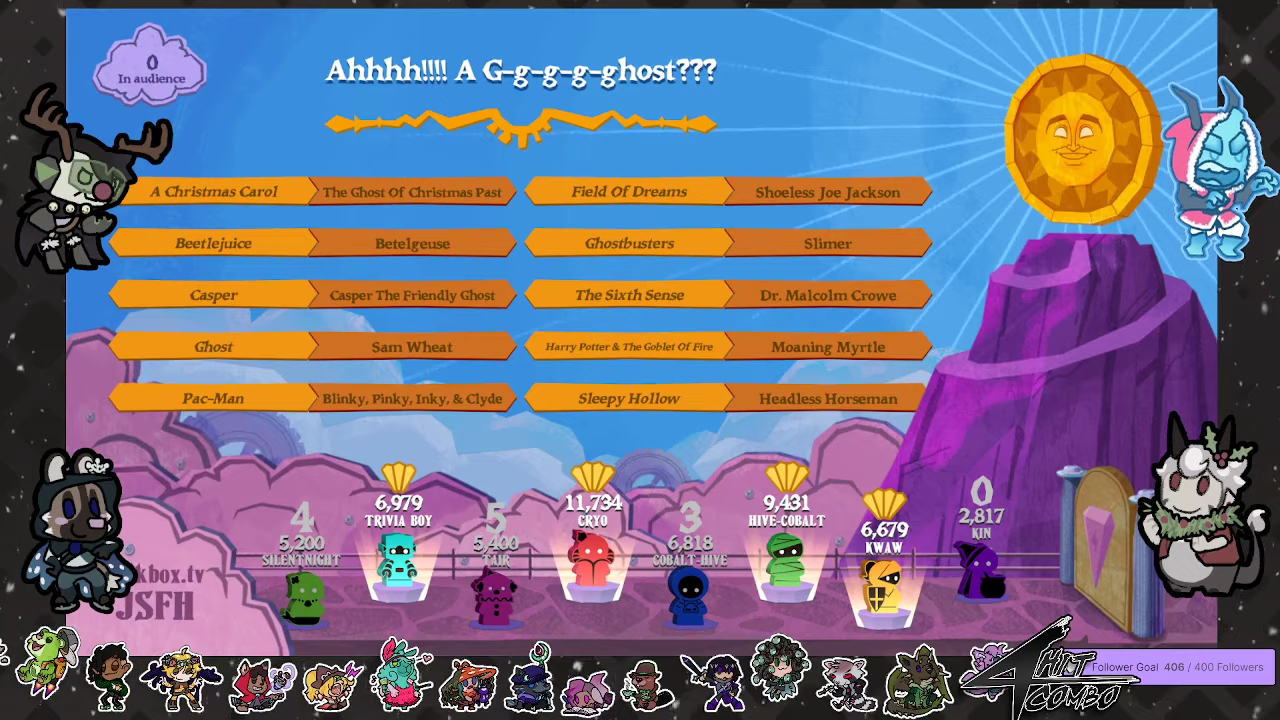 0
In audience
Ahhhh!!!! A G-g-g-g-ghost???
A Christmas Carol
The Ghost Of Christmas Past
Field Of Dreams
Shoeless Joe Jackson
Beetlejuice
Betelgeuse
Ghostbusters
Slimer
Casper
Casper The Friendly Ghost
The Sixth Sense
Dr. Malcolm Crowe
Ghost
Sam Wheat
Harry Potter & The Goblet Of Fire
Moaning Myrtle
Pac-Man
Blinky, Pinky, Inky, & Clyde
Sleepy Hollow
Headless Horseman
4
5,200
SILENTNIGHT
6,979
TRIVIA BOY
5
5,400
TAIR
11,734
CRYO
3
6,818
COBALT-HIVE
9,431
HIVE-COBALT
6,679
KWAW
0
2,817
KIN
kbox.tv
JSFH
4 HIT
COMBO
Follower Goal 406 / 400 Followers